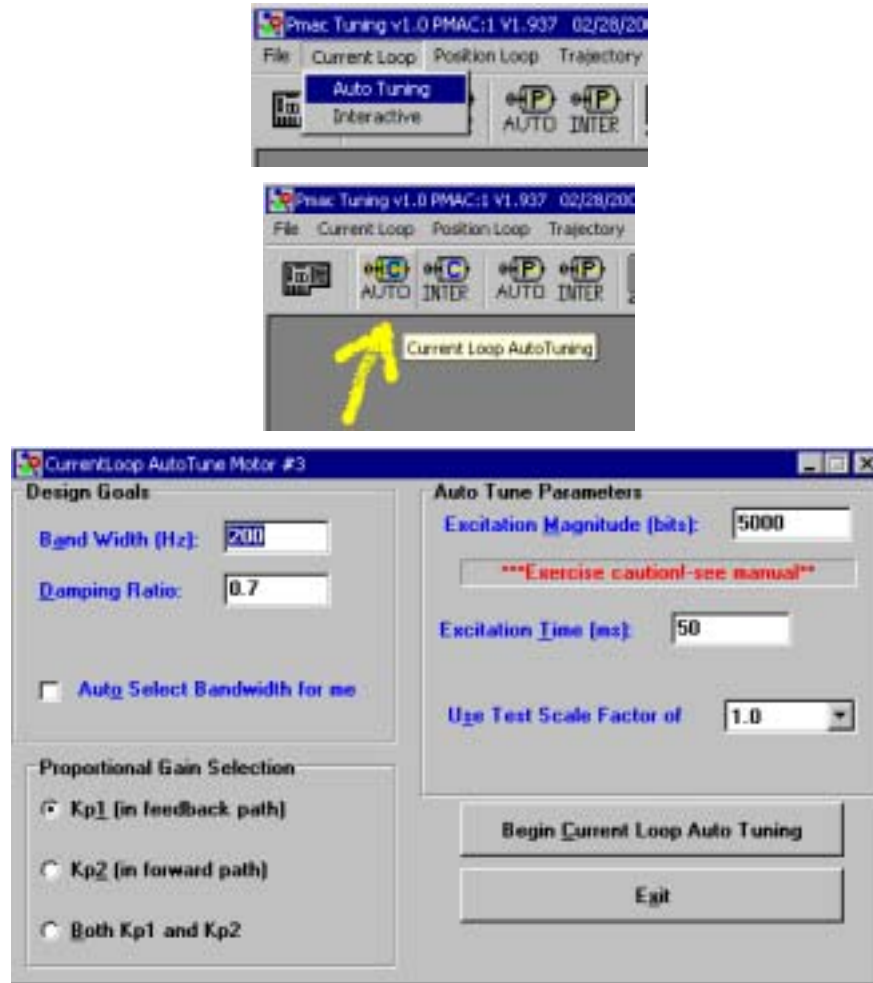 Pmac Tuning v1.0 PMAC:1 V1.937 02/28/20
File Current Loop Position Loop Trajectory
Auto Tuning
Interactive
AUTO INTER
Pmac Tuning v1.0 PMAC:1 V1.937 02/28/200
File Current Loop Position Loop Trajectory
AUTO INTER AUTO INTER
Current Loop AutoTuning
CurrentLoop AutoTune Motor #3
Design Goals
Band Width (Hz): 200
Damping Ratio: 0.7
Auto Select Bandwidth for me
Proportional Gain Selection
Kp1 (in feedback path)
Kp2 (in forward path)
Both Kp1 and Kp2
Auto Tune Parameters
Excitation Magnitude (bits): 5000
***Exercise caution!-see manual**
Excitation Time (ms): 50
Use Test Scale Factor of 1.0
Begin Current Loop Auto Tuning
Exit